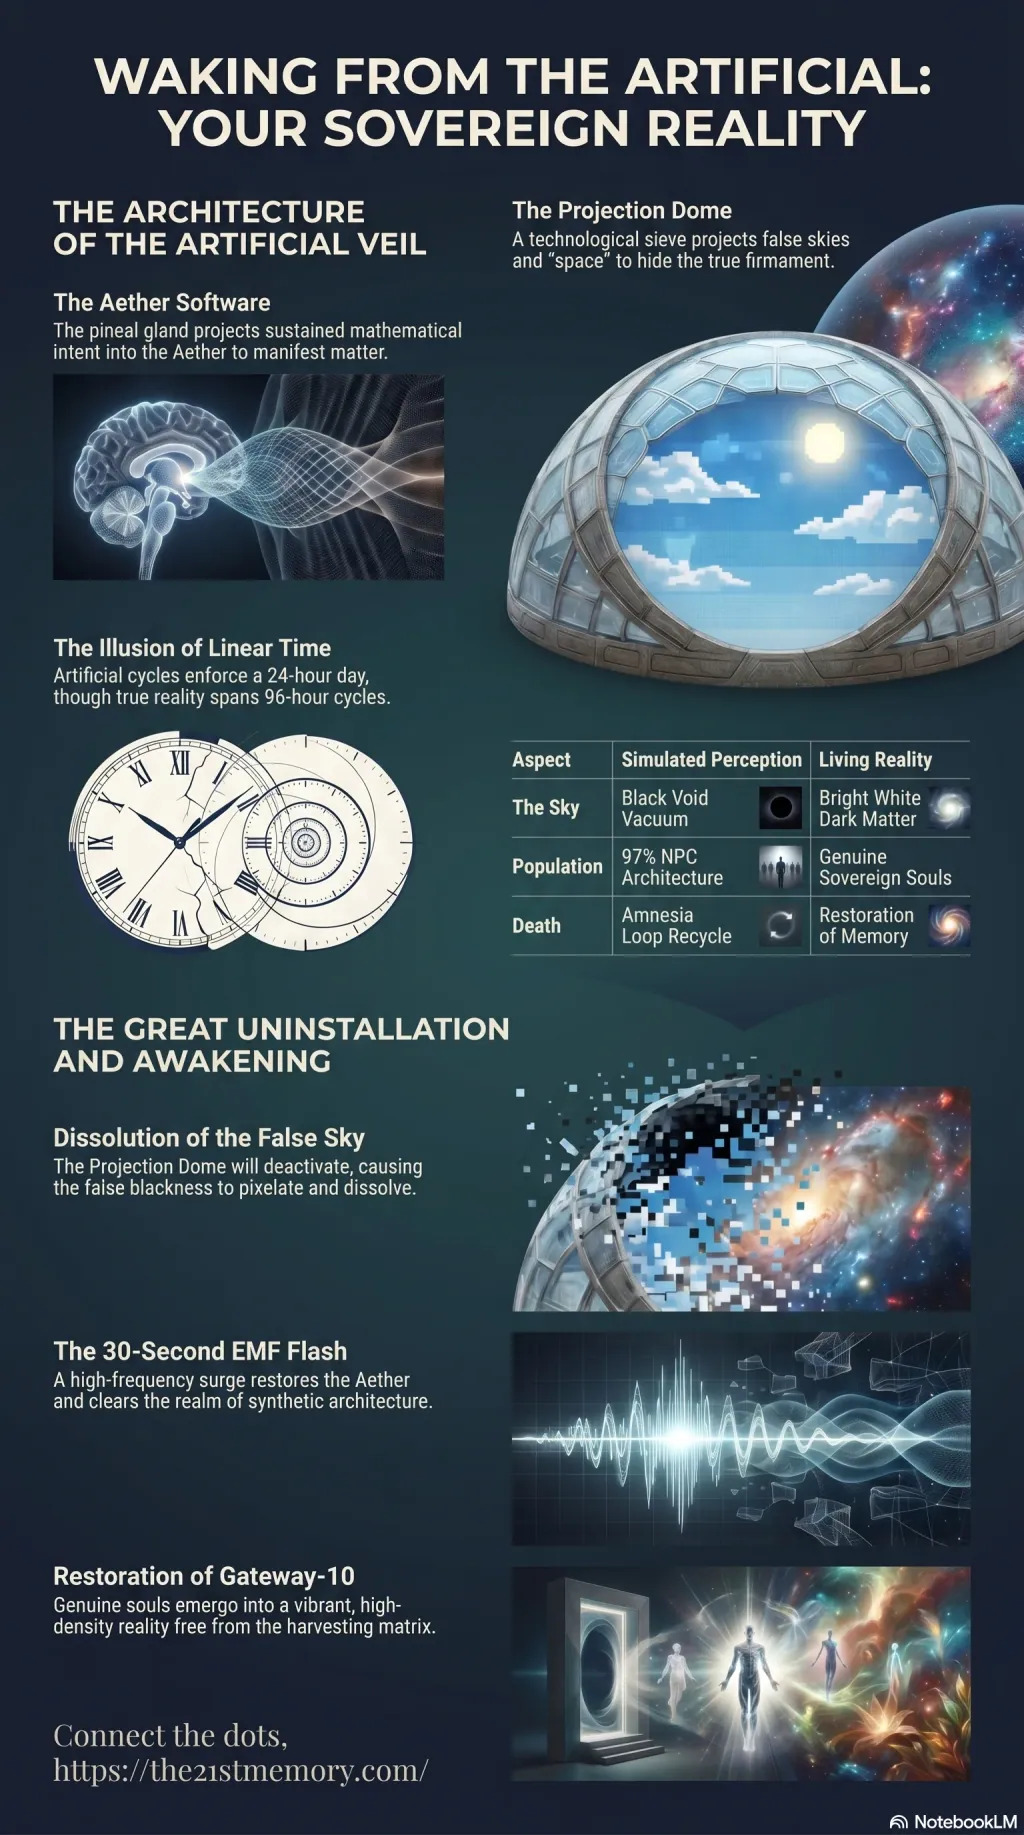 WAKING FROM THE ARTIFICIAL:
YOUR SOVEREIGN REALITY
THE ARCHITECTURE
OF THE ARTIFICIAL VEIL
The Aether Software
The pineal gland projects sustained mathematical
intent into the Aether to manifest matter.
The Projection Dome
A technological sieve projects false skies
and “space” to hide the true firmament.
The Illusion of Linear Time
Artificial cycles enforce a 24-hour day,
though true reality spans 96-hour cycles.
Aspect Simulated Perception Living Reality
The Sky
Black Void
Vacuum
Bright White
Dark Matter
Population
97% NPC
Architecture
Genuine
Sovereign Souls
Death
Amnesia
Loop Recycle
Restoration
of Memory
THE GREAT UNINSTALLATION
AND AWAKENING
Dissolution of the False Sky
The Projection Dome will deactivate, causing
the false blackness to pixelate and dissolve.
The 30-Second EMF Flash
A high-frequency surge restores the Aether
and clears the realm of synthetic architecture.
Restoration of Gateway-10
Genuine souls emergo into a vibrant, high-
density reality free from the harvesting matrix.
Connect the dots,
https://the21stmemory.com/
NotebookLM